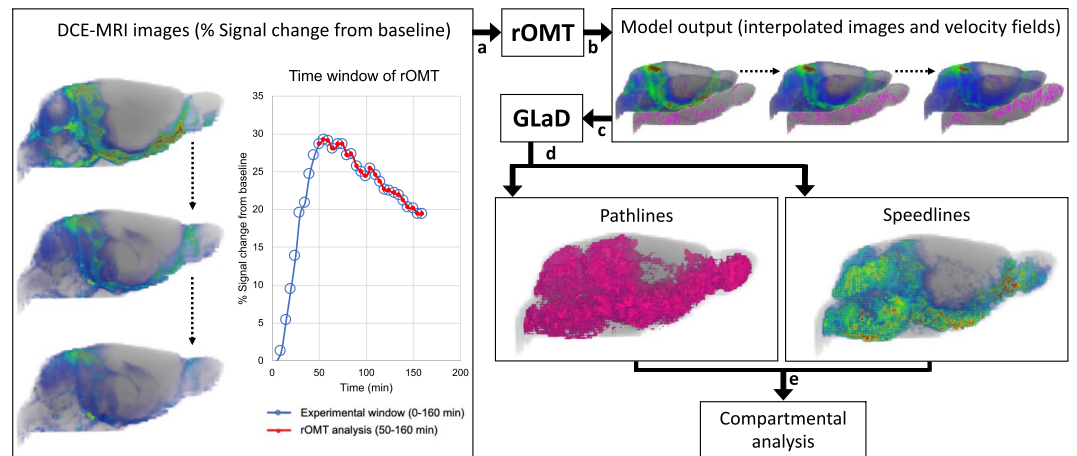 DCE-MRI images (% Signal change from baseline)
Time window of rOMT
% Signal change from baseline
35
30
25
20
15
10
5
0
0
50
100
150
200
Time (min)
Experimental window (0-160 min)
rOMT analysis (50-160 min)
a
rOMT
b
Model output (interpolated images and velocity fields)
c
GLaD
d
Pathlines
Speedlines
e
Compartmental
analysis